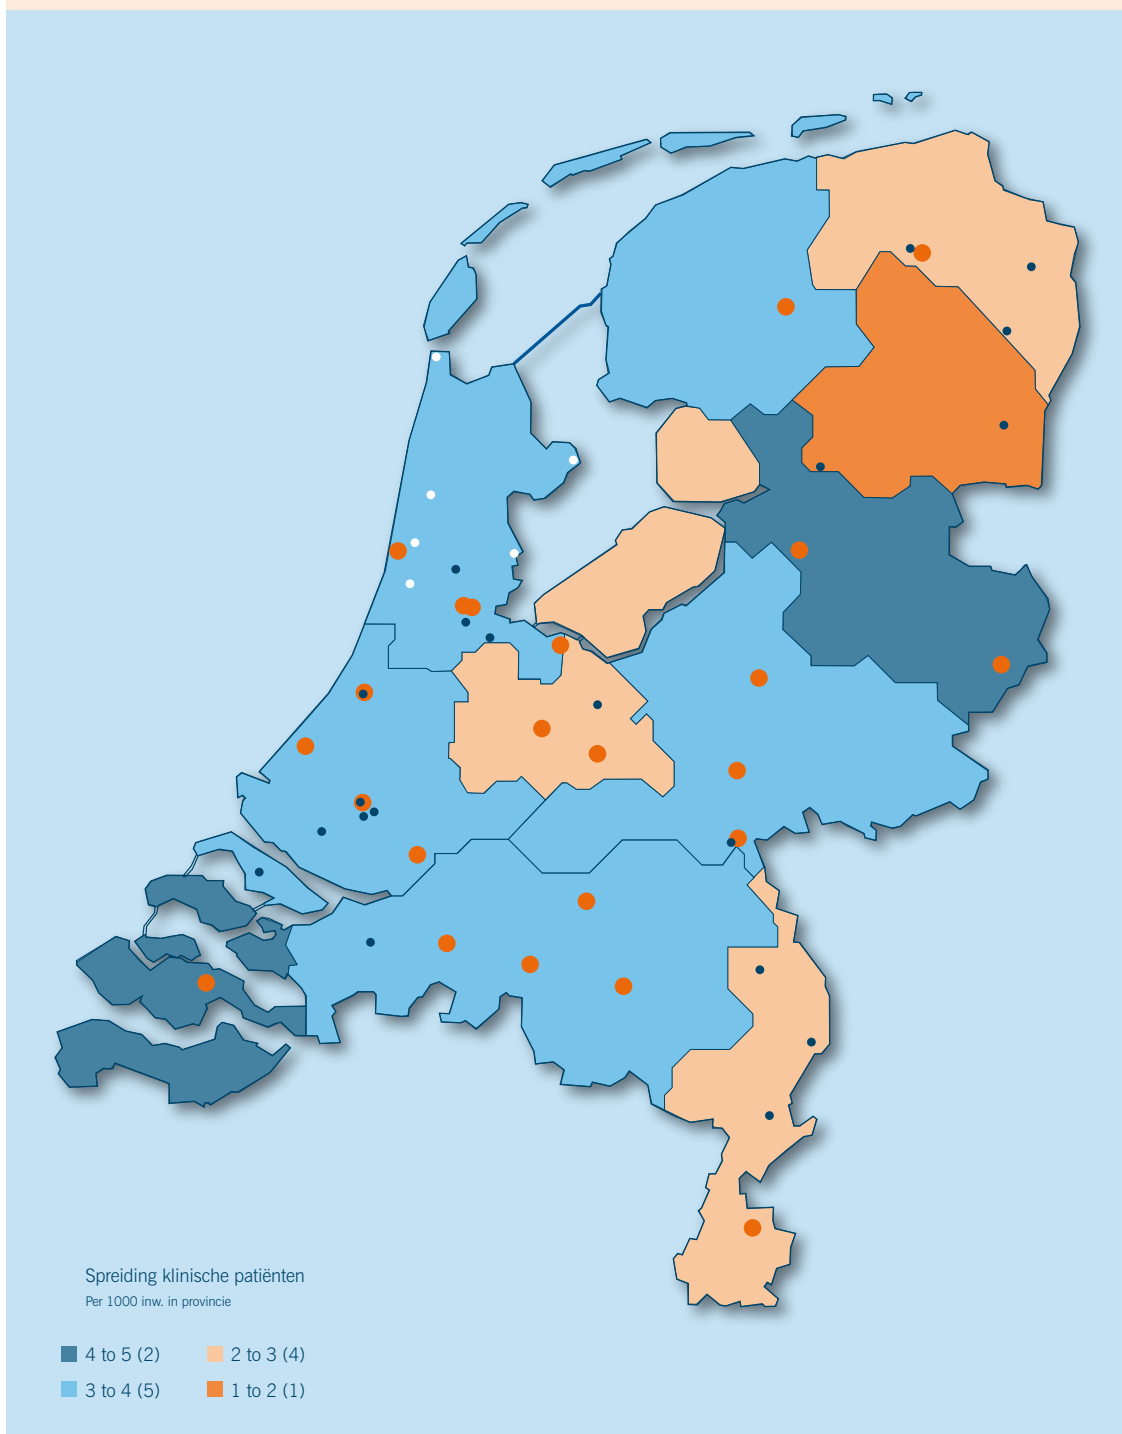 Spreiding klinische patiënten
Per 1000 inw. in provincie
4 to 5 (2)
2 to 3 (4)
3 to 4 (5)
1 to 2 (1)